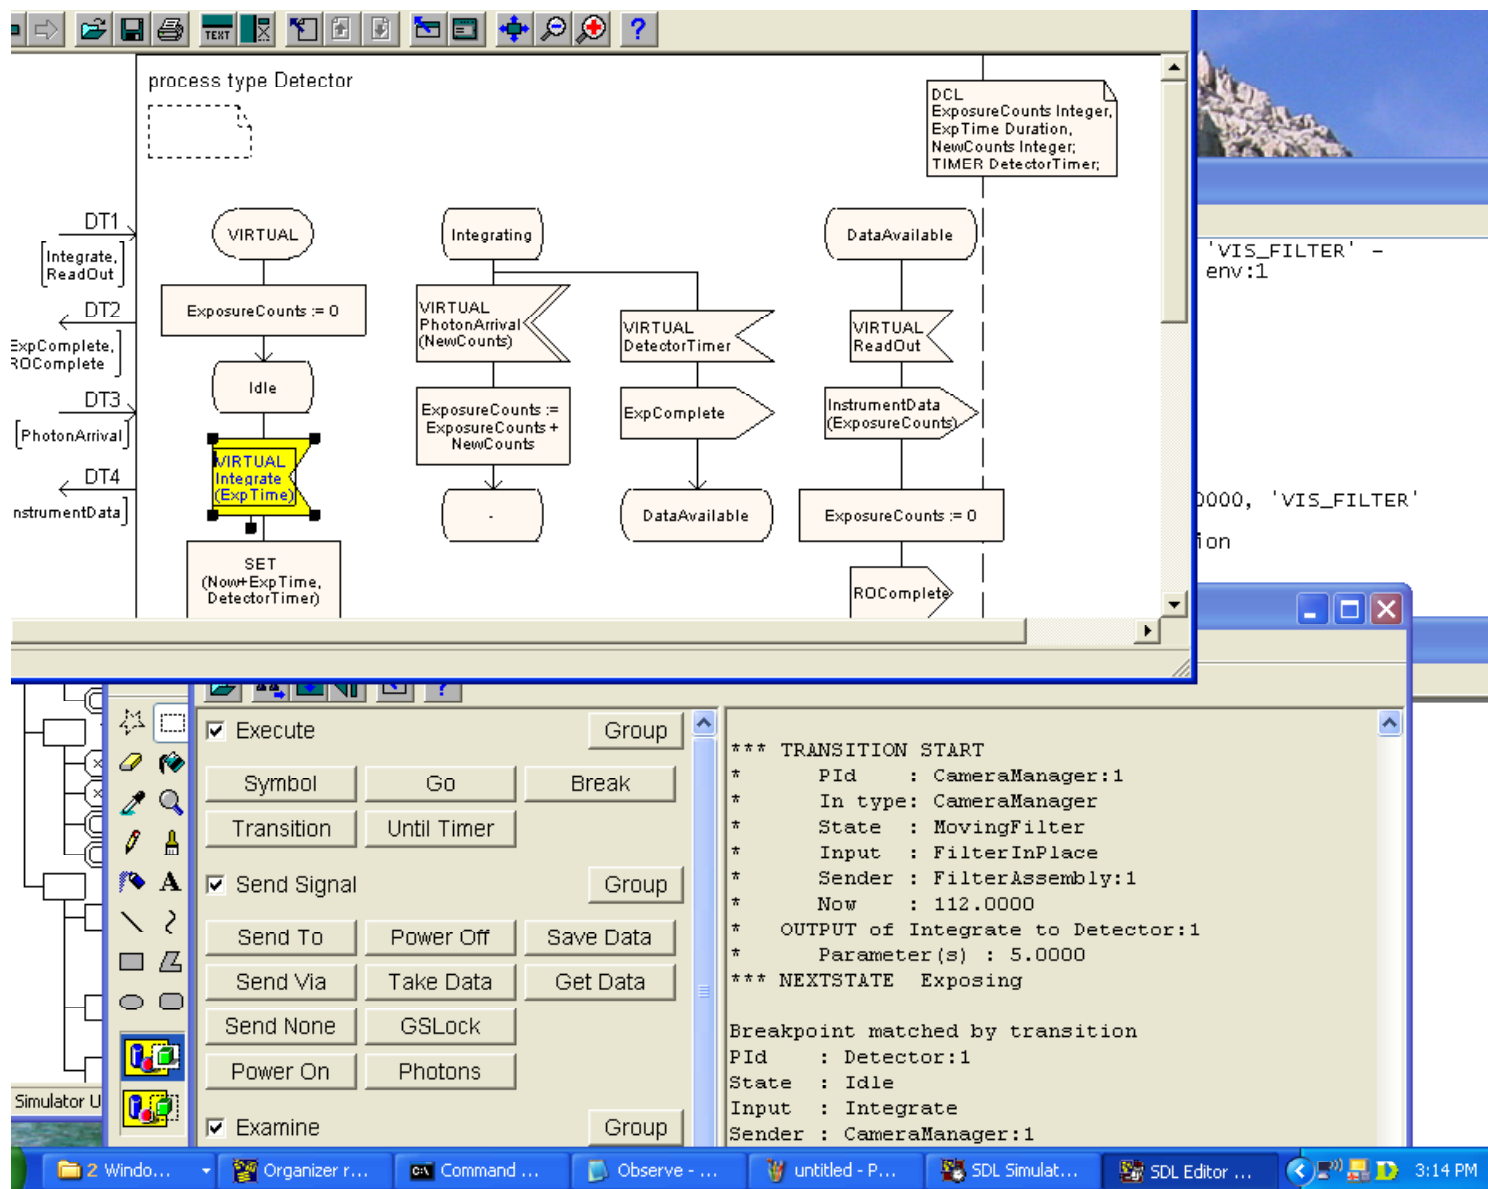 TEXT
?
process type Detector
DCL
ExposureCounts Integer,
ExpTime Duration,
NewCounts Integer;
TIMER DetectorTimer;
DT1
[Integrate,
ReadOut]
DT2
ExpComplete,
ROComplete]
DT3
[PhotonArrival]
DT4
nstrumentData]
VIRTUAL
ExposureCounts := 0
Idle
VIRTUAL
Integrate
(ExpTime)
SET
(Now+ExpTime,
DetectorTimer)
Integrating
VIRTUAL
PhotonArrival
(NewCounts)
ExposureCounts :=
ExposureCounts +
NewCounts
-
VIRTUAL
DetectorTimer
ExpComplete
DataAvailable
DataAvailable
VIRTUAL
ReadOut
InstrumentData
(ExposureCounts)
ExposureCounts := 0
ROComplete
'VIS_FILTER' -
env:1
0000, 'VIS_FILTER'
ion
Execute
Group
Symbol
Go
Break
Transition
Until Timer
Send Signal
Group
Send To
Power Off
Save Data
Send Via
Take Data
Get Data
Send None
GSLock
Power On
Photons
Examine
Group
*** TRANSITION START
* PId : CameraManager:1
* In type: CameraManager
* State : MovingFilter
* Input : FilterInPlace
* Sender : FilterAssembly:1
* Now : 112.0000
* OUTPUT of Integrate to Detector:1
* Parameter(s) : 5.0000
*** NEXTSTATE Exposing
Breakpoint matched by transition
PId : Detector:1
State : Idle
Input : Integrate
Sender : CameraManager:1
A
Simulator U
2 Windo...
Organizer r...
Command ...
Observe - ...
untitled - P...
SDL Simulat...
SDL Editor ...
3:14 PM